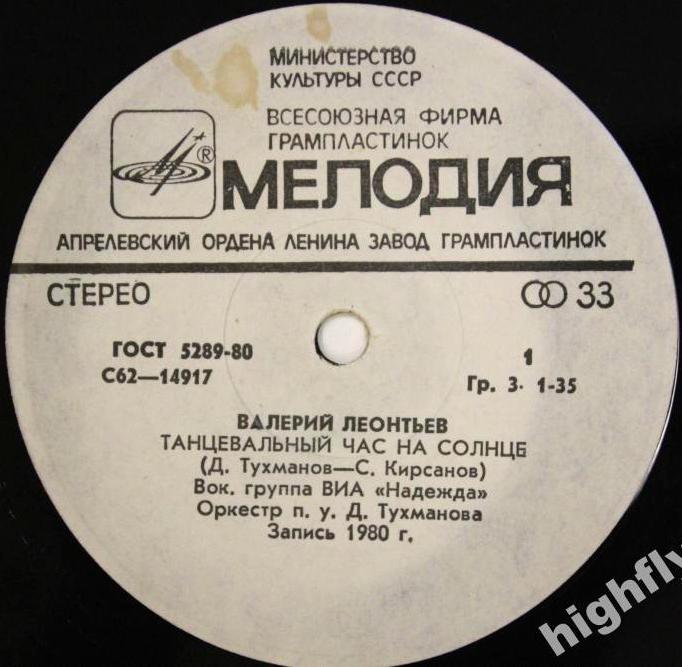 МИНИСТЕРСТВО
КУЛЬТУРЫ СССР
ВСЕСОЮЗНАЯ ФИРМА
ГРАМПЛАСТИНОК
®
МЕЛОДИЯ
АПРЕЛЕВСКИЙ ОРДЕНА ЛЕНИНА ЗАВОД ГРАМПЛАСТИНОК
СТЕРЕО 33
ГОСТ 5289-80 1
С62—14917 Гр. 3. 1-35
ВАЛЕРИЙ ЛЕОНТЬЕВ
ТАНЦЕВАЛЬНЫЙ ЧАС НА СОЛНЦЕ
(Д. Тухманов—С. Кирсанов)
Вок. группа ВИА «Надежда»
Оркестр п. у. Д. Тухманова
Запись 1980 г.
highfly